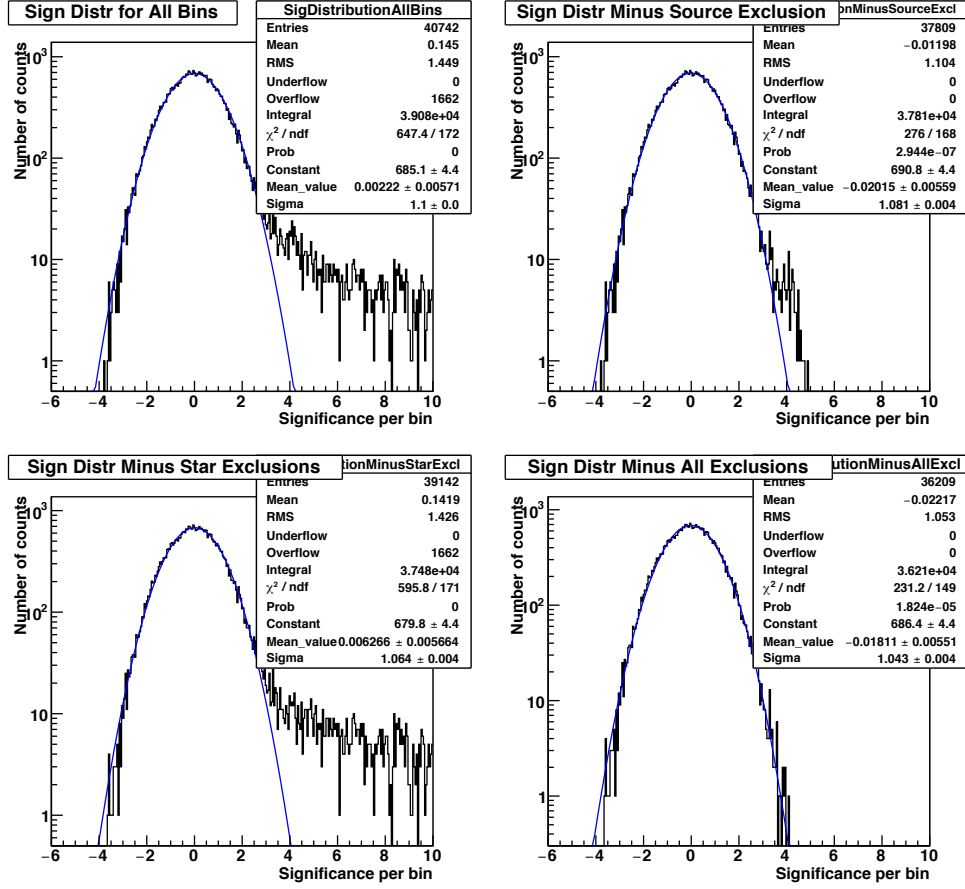 Sign Distr for All Bins
SigDistributionAllBins
Entries 40742
Mean 0.145
RMS 1.449
Underflow 0
Overflow 1662
Integral 3.908e+04
χ² / ndf 647.4 / 172
Prob 0
Constant 685.1 ± 4.4
Mean_value 0.00222 ± 0.00571
Sigma 1.1 ± 0.0
Number of counts
10³
10²
10
1
−6 −4 −2 0 2 4 6 8 10
Significance per bin
Sign Distr Minus Source Exclusion
onMinusSourceExcl
Entries 37809
Mean −0.01198
RMS 1.104
Underflow 0
Overflow 0
Integral 3.781e+04
χ² / ndf 276 / 168
Prob 2.944e−07
Constant 690.8 ± 4.4
Mean_value −0.02015 ± 0.00559
Sigma 1.081 ± 0.004
Number of counts
10³
10²
10
1
−6 −4 −2 0 2 4 6 8 10
Significance per bin
Sign Distr Minus Star Exclusions
tionMinusStarExcl
Entries 39142
Mean 0.1419
RMS 1.426
Underflow 0
Overflow 1662
Integral 3.748e+04
χ² / ndf 595.8 / 171
Prob 0
Constant 679.8 ± 4.4
Mean_value 0.006266 ± 0.005664
Sigma 1.064 ± 0.004
Number of counts
10³
10²
10
1
−6 −4 −2 0 2 4 6 8 10
Significance per bin
Sign Distr Minus All Exclusions
utionMinusAllExcl
Entries 36209
Mean −0.02217
RMS 1.053
Underflow 0
Overflow 0
Integral 3.621e+04
χ² / ndf 231.2 / 149
Prob 1.824e−05
Constant 686.4 ± 4.4
Mean_value −0.01811 ± 0.00551
Sigma 1.043 ± 0.004
Number of counts
10³
10²
10
1
−6 −4 −2 0 2 4 6 8 10
Significance per bin